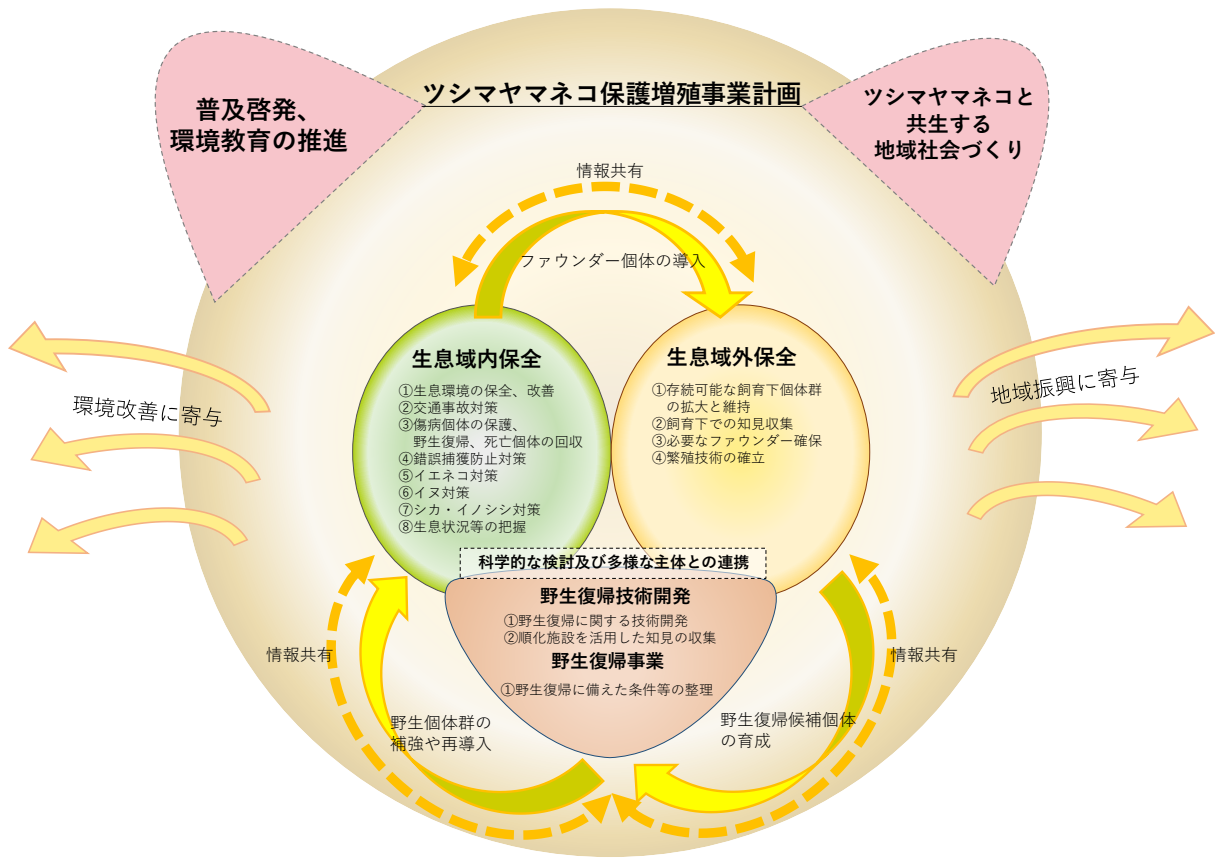 ツシマヤマネコ保護増殖事業計画
普及啓発、
環境教育の推進
ツシマヤマネコと
共生する
地域社会づくり
情報共有
ファウンダー個体の導入
環境改善に寄与
地域振興に寄与
生息域内保全
①生息環境の保全、改善
②交通事故対策
③傷病個体の保護、
野生復帰、死亡個体の回収
④錯誤捕獲防止対策
⑤イエネコ対策
⑥イヌ対策
⑦シカ・イノシシ対策
⑧生息状況等の把握
生息域外保全
①存続可能な飼育下個体群
の拡大と維持
②飼育下での知見収集
③必要なファウンダー確保
④繁殖技術の確立
科学的な検討及び多様な主体との連携
野生復帰技術開発
①野生復帰に関する技術開発
②順化施設を活用した知見の収集
野生復帰事業
①野生復帰に備えた条件等の整理
情報共有
情報共有
野生個体群の
補強や再導入
野生復帰候補個体
の育成